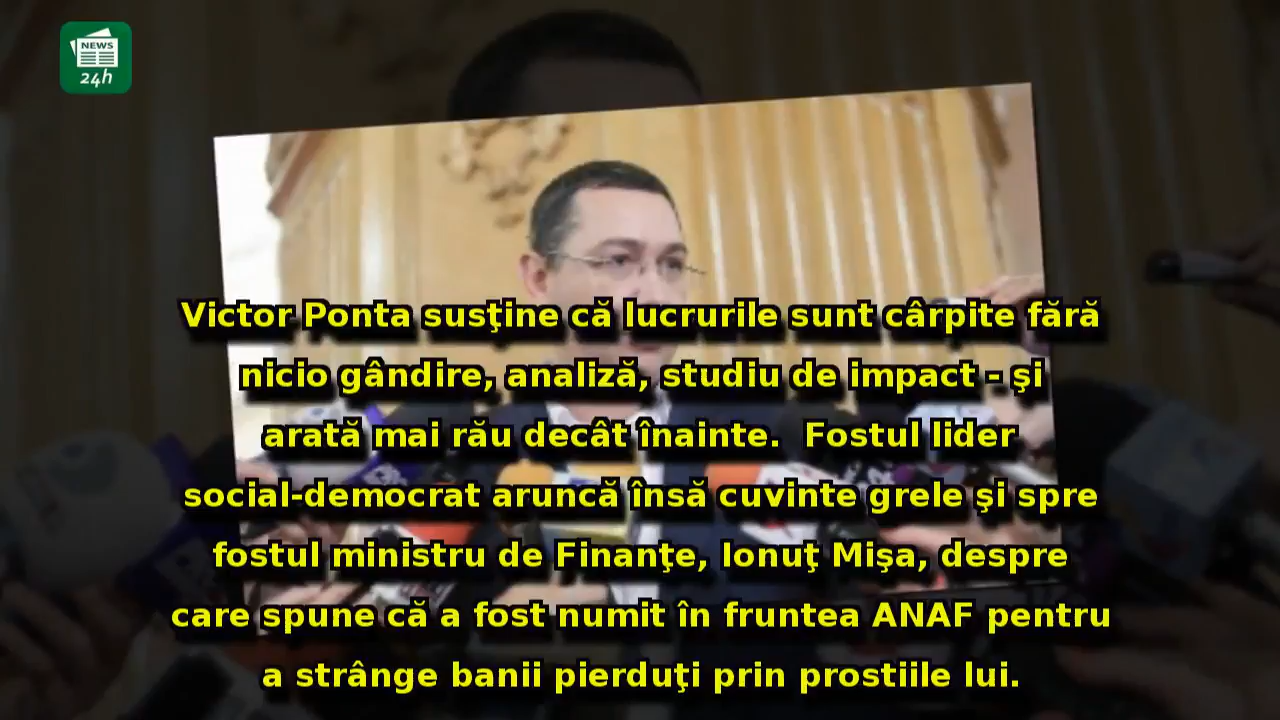 NEWS
24h
Victor Ponta susţine că lucrurile sunt cârpite fără
nicio gândire, analiză, studiu de impact - şi
arată mai rău decât înainte.  Fostul lider
social-democrat aruncă însă cuvinte grele şi spre
fostul ministru de Finanţe, Ionuţ Mişa, despre
care spune că a fost numit în fruntea ANAF pentru
a strânge banii pierduţi prin prostiile lui.